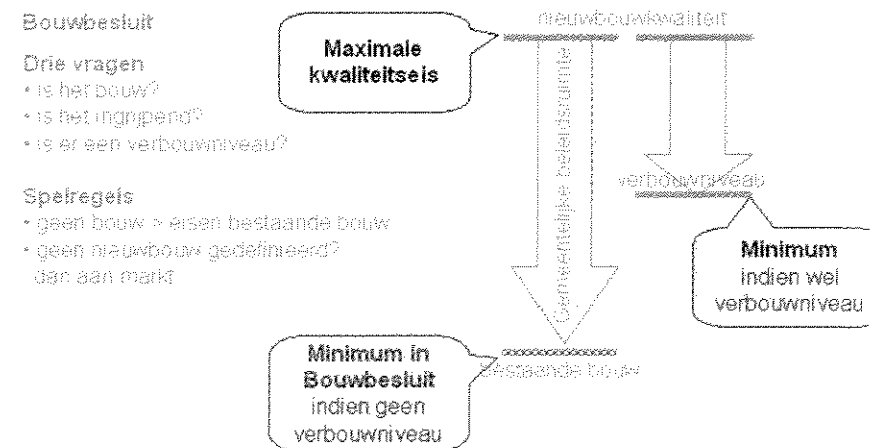 Bouwbesluit
Drie vragen
• is het bouw?
• is het ingrijpend?
• is er een verbouwniveau?
Spelregels
• geen bouw > eisen bestaande bouw
• geen nieuwbouw gedefinieerd?
dan aan markt
Maximale
kwaliteitseis
nieuwbouwkwaliteit
Gemeentelijke beleidsruimte
verbouwniveau
Minimum
indien wel
verbouwniveau
Minimum in
Bouwbesluit
indien geen
verbouwniveau
bestaande bouw